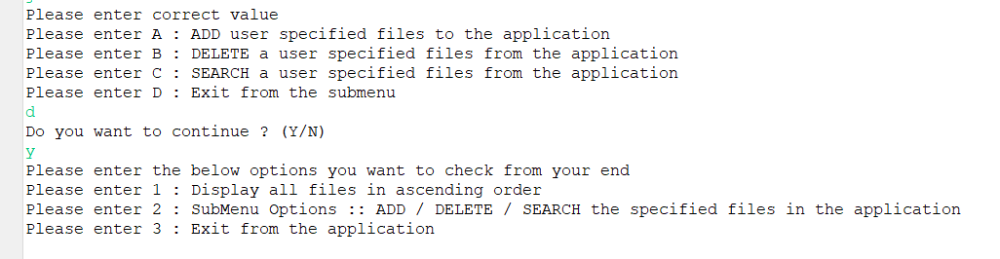 Please enter correct value
Please enter A : ADD user specified files to the application
Please enter B : DELETE a user specified files from the application
Please enter C : SEARCH a user specified files from the application
Please enter D : Exit from the submenu
d
Do you want to continue ? (Y/N)
y
Please enter the below options you want to check from your end
Please enter 1 : Display all files in ascending order
Please enter 2 : SubMenu Options :: ADD / DELETE / SEARCH the specified files in the application
Please enter 3 : Exit from the application